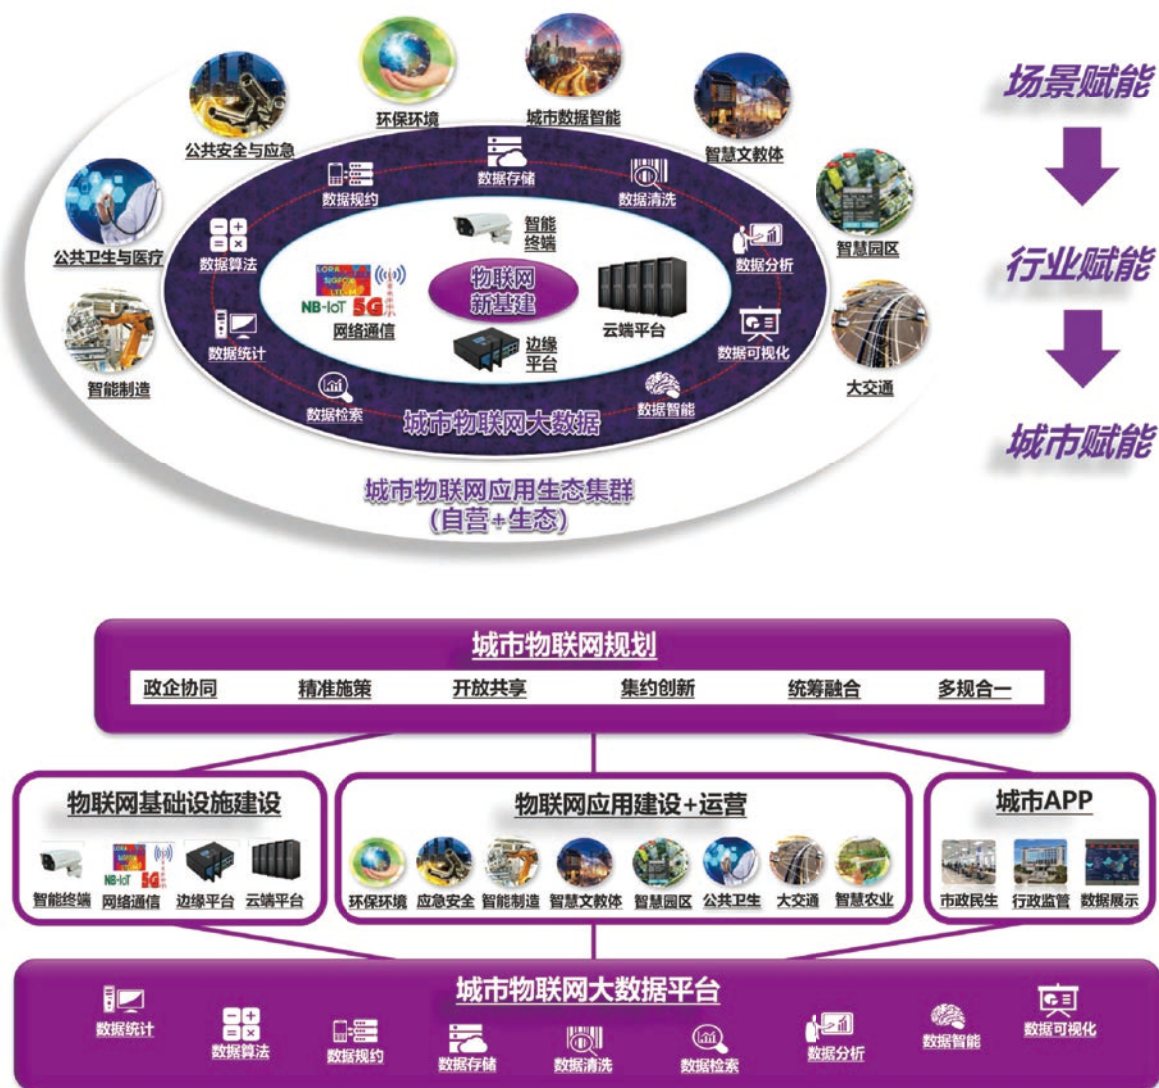 场景赋能
行业赋能
城市赋能
环保环境
城市数据智能
公共安全与应急
智慧文教体
公共卫生与医疗
智慧园区
智能制造
大交通
数据存储
数据规约
数据清洗
数据算法
数据分析
数据统计
数据可视化
数据检索
数据智能
智能
终端
物联网
新基建
LORA
SIGFOX
LTE-M
NB-IoT 5G
网络通信
云端平台
边缘
平台
城市物联网大数据
城市物联网应用生态集群
(自营+生态)
城市物联网规划
政企协同 精准施策 开放共享 集约创新 统筹融合 多规合一
物联网基础设施建设
NB-IoT 5G
智能终端 网络通信 边缘平台 云端平台
物联网应用建设+运营
环保环境 应急安全 智能制造 智慧文教体 智慧园区 公共卫生 大交通 智慧农业
城市APP
市政民生 行政监管 数据展示
城市物联网大数据平台
数据统计 数据算法 数据规约 数据存储 数据清洗 数据检索 数据分析 数据智能 数据可视化